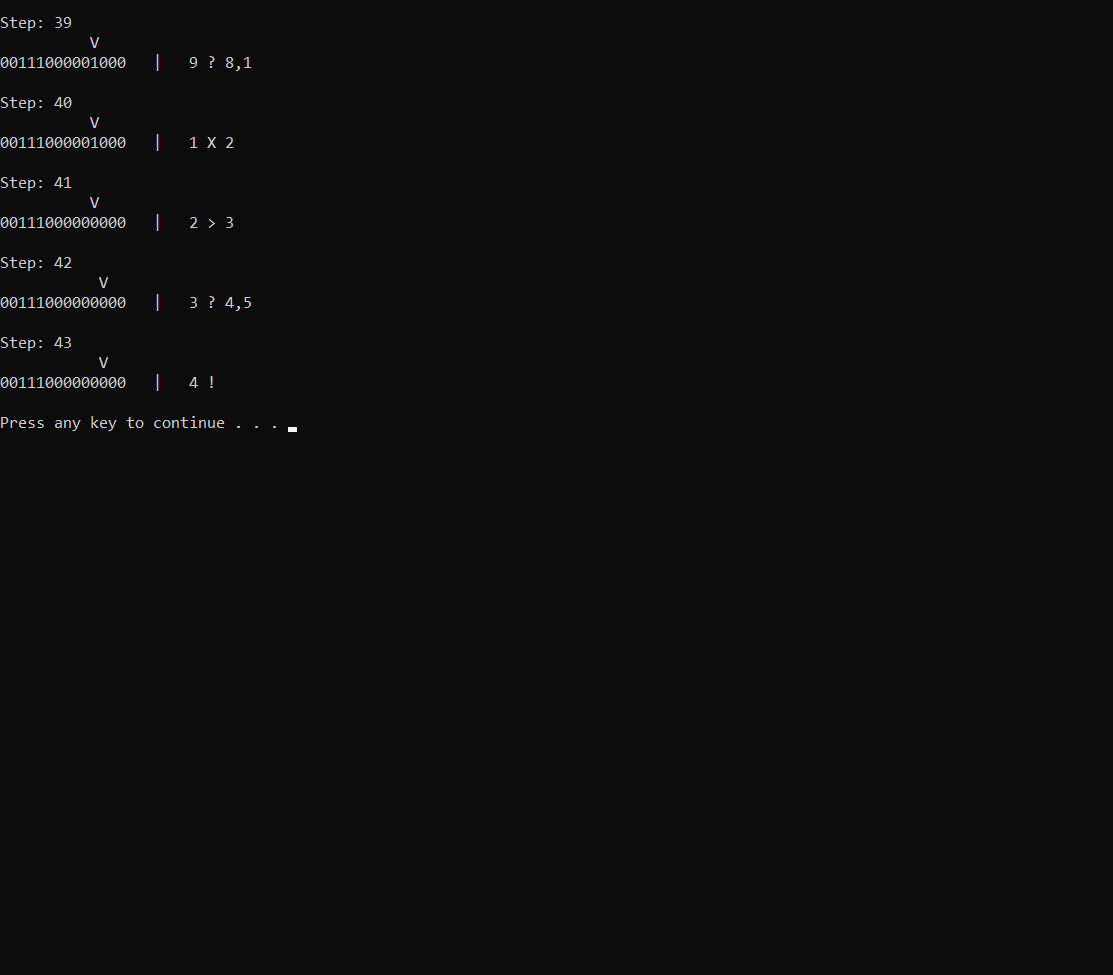 Step: 39
          V
00111000001000   |   9 ? 8,1
Step: 40
          V
00111000001000   |   1 X 2
Step: 41
          V
00111000000000   |   2 > 3
Step: 42
           V
00111000000000   |   3 ? 4,5
Step: 43
           V
00111000000000   |   4 !
Press any key to continue . . .